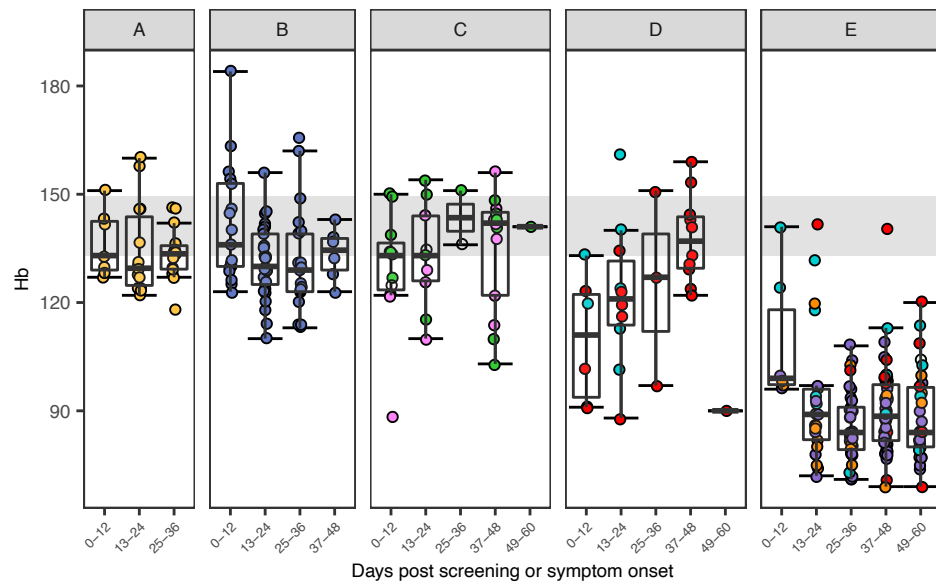 A B C D E
Hb
180
150
120
90
0−12 13−24 25−36 0−12 13−24 25−36 37−48 0−12 13−24 25−36 37−48 49−60 0−12 13−24 25−36 37−48 49−60 0−12 13−24 25−36 37−48 49−60
Days post screening or symptom onset